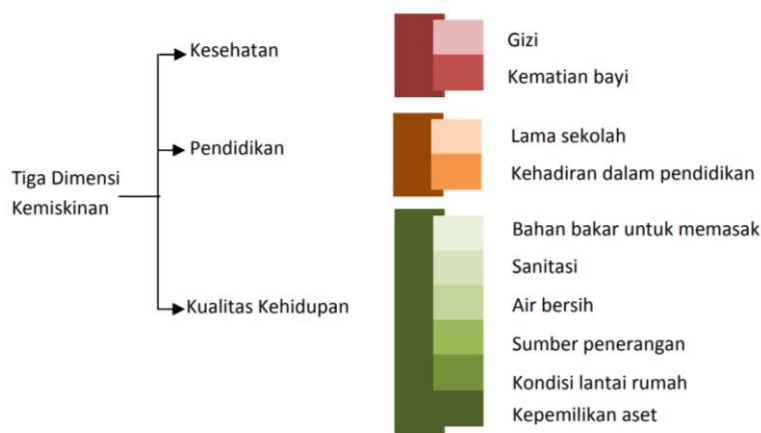 Tiga Dimensi
Kemiskinan
Kesehatan
Gizi
Kematian bayi
Pendidikan
Lama sekolah
Kehadiran dalam pendidikan
Kualitas Kehidupan
Bahan bakar untuk memasak
Sanitasi
Air bersih
Sumber penerangan
Kondisi lantai rumah
Kepemilikan aset